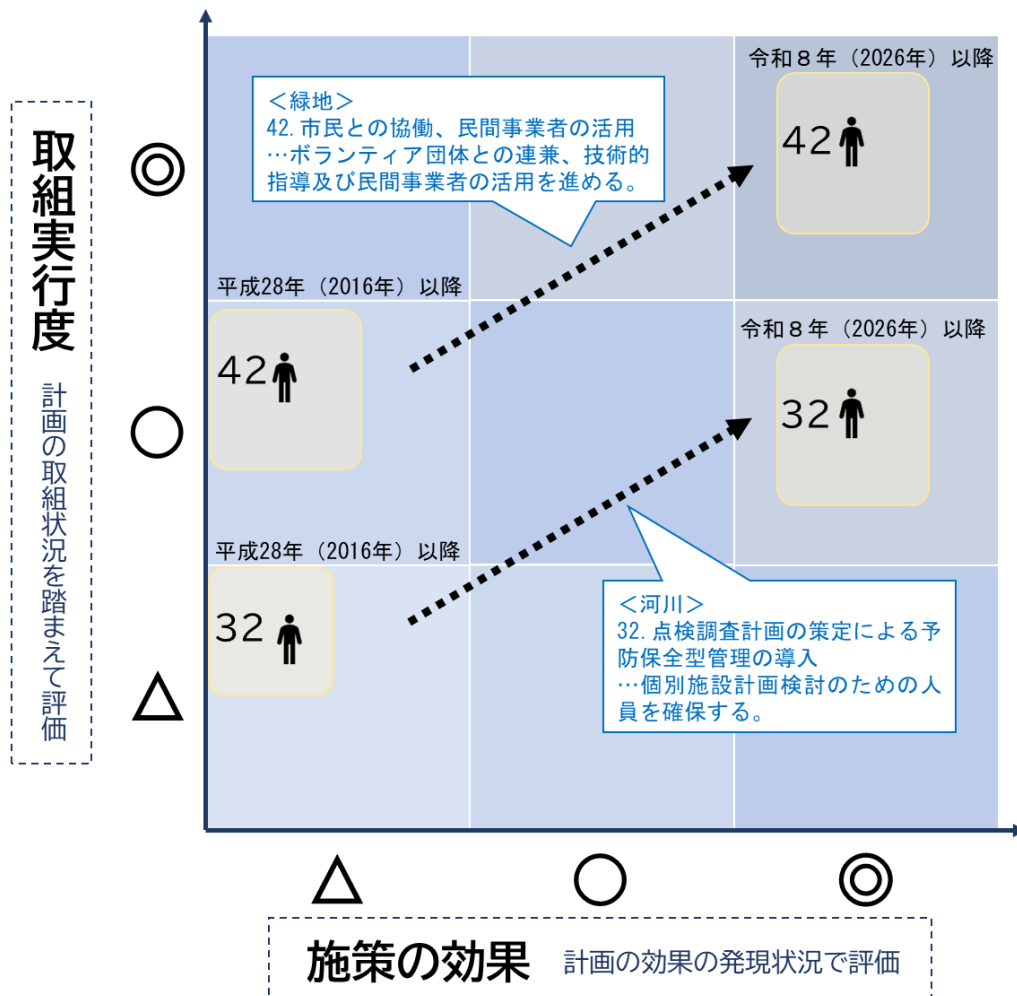 取組実行度
計画の取組状況を踏まえて評価
◎
○
△
令和８年（2026年）以降
42
＜緑地＞
42. 市民との協働、民間事業者の活用
…ボランティア団体との連兼、技術的
指導及び民間事業者の活用を進める。
平成28年（2016年）以降
42
令和８年（2026年）以降
32
平成28年（2016年）以降
32
＜河川＞
32. 点検調査計画の策定による予
防保全型管理の導入
…個別施設計画検討のための人
員を確保する。
△
○
◎
施策の効果 計画の効果の発現状況で評価